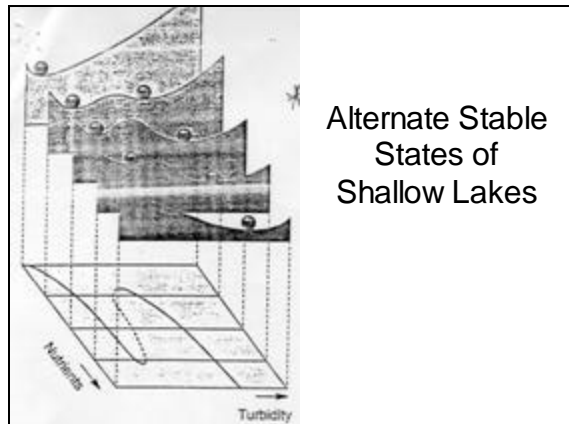 Alternate Stable
States of
Shallow Lakes
Nutrients
Turbidity